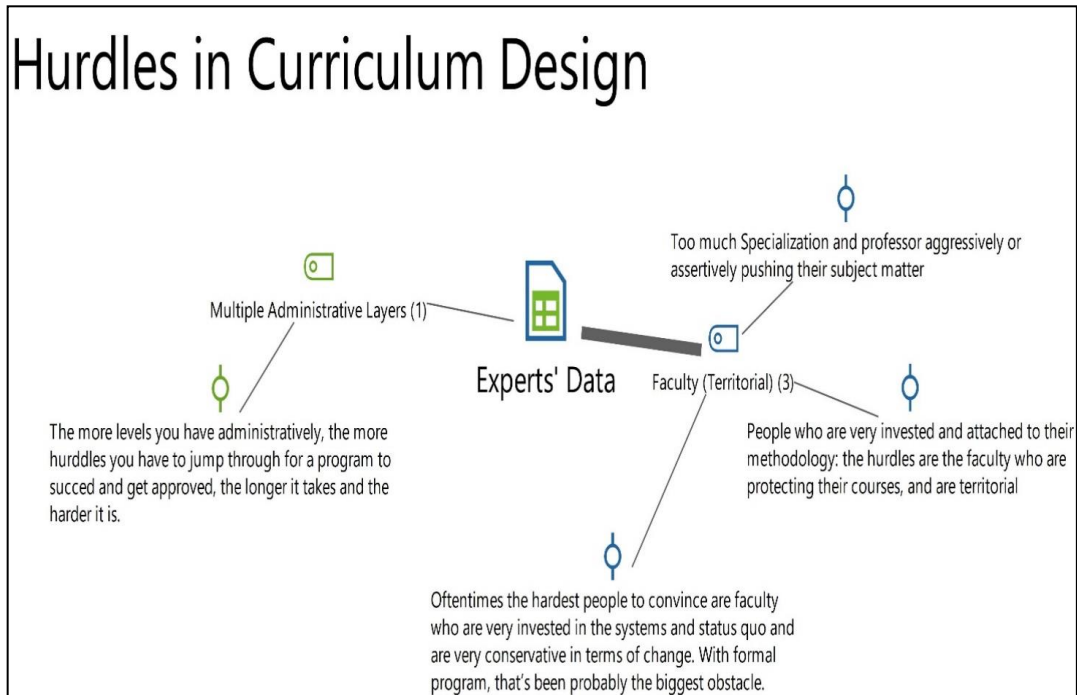 Hurdles in Curriculum Design
Too much Specialization and professor aggressively or
assertively pushing their subject matter
Multiple Administrative Layers (1)
Experts' Data
Faculty (Territorial) (3)
The more levels you have administratively, the more
hurddles you have to jump through for a program to
succed and get approved, the longer it takes and the
harder it is.
People who are very invested and attached to their
methodology: the hurdles are the faculty who are
protecting their courses, and are territorial
Oftentimes the hardest people to convince are faculty
who are very invested in the systems and status quo and
are very conservative in terms of change. With formal
program, that's been probably the biggest obstacle.